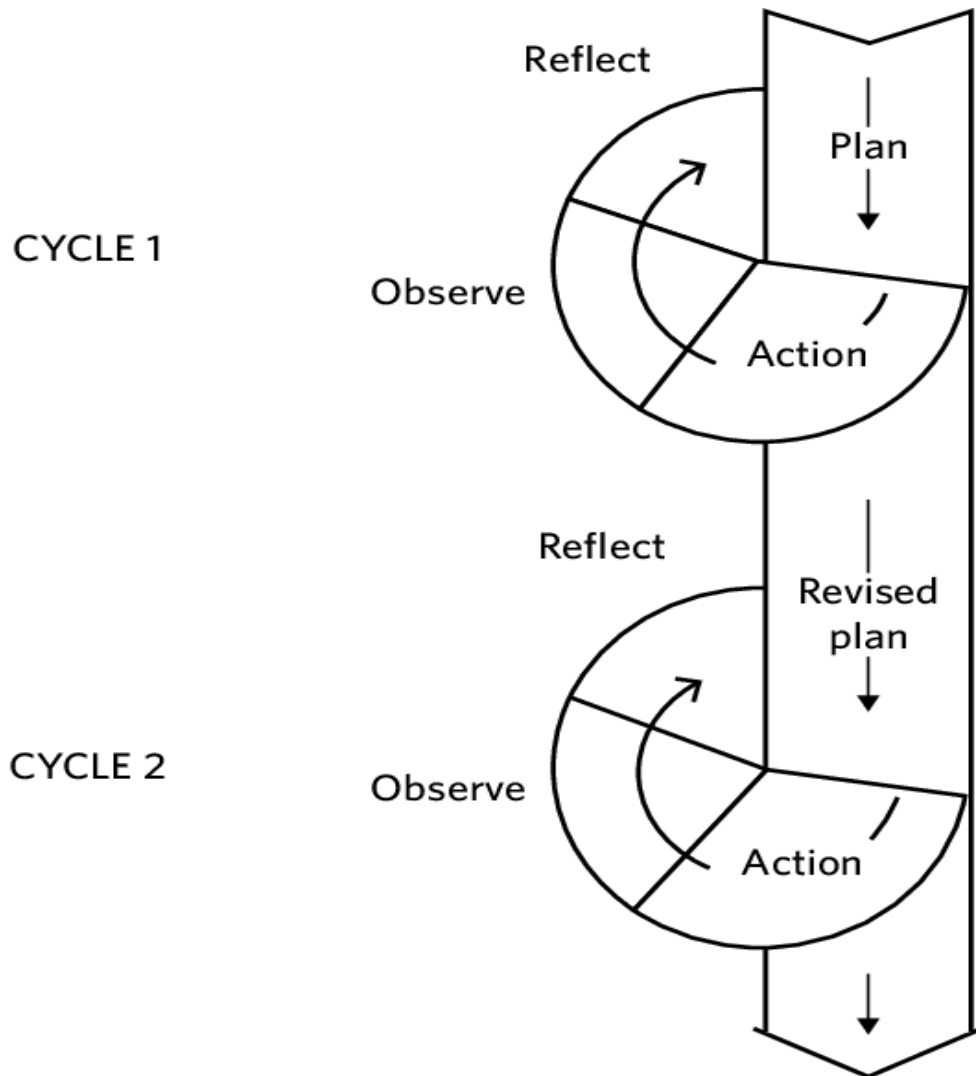 Reflect
Plan
CYCLE 1
Observe
Action
Reflect
Revised
plan
CYCLE 2
Observe
Action